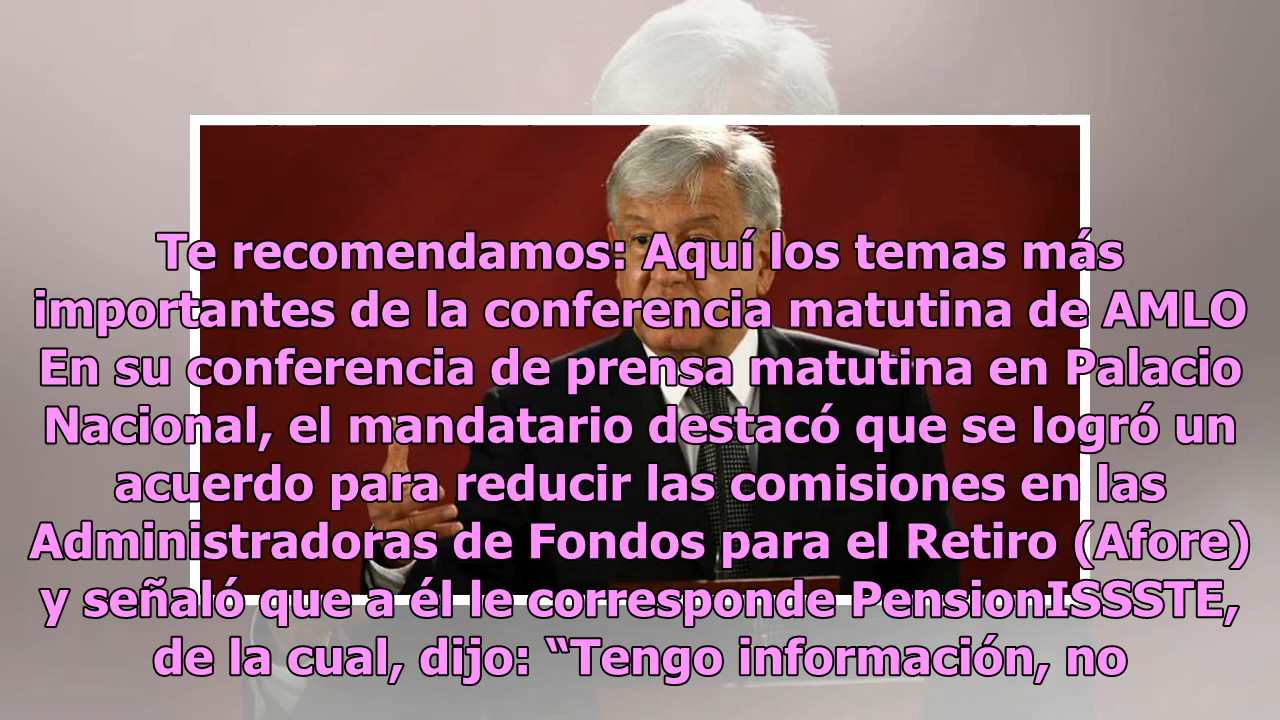 Te recomendamos: Aquí los temas más
importantes de la conferencia matutina de AMLO
En su conferencia de prensa matutina en Palacio
Nacional, el mandatario destacó que se logró un
acuerdo para reducir las comisiones en las
Administradoras de Fondos para el Retiro (Afore)
y señaló que a él le corresponde PensionISSSTE,
de la cual, dijo: “Tengo información, no